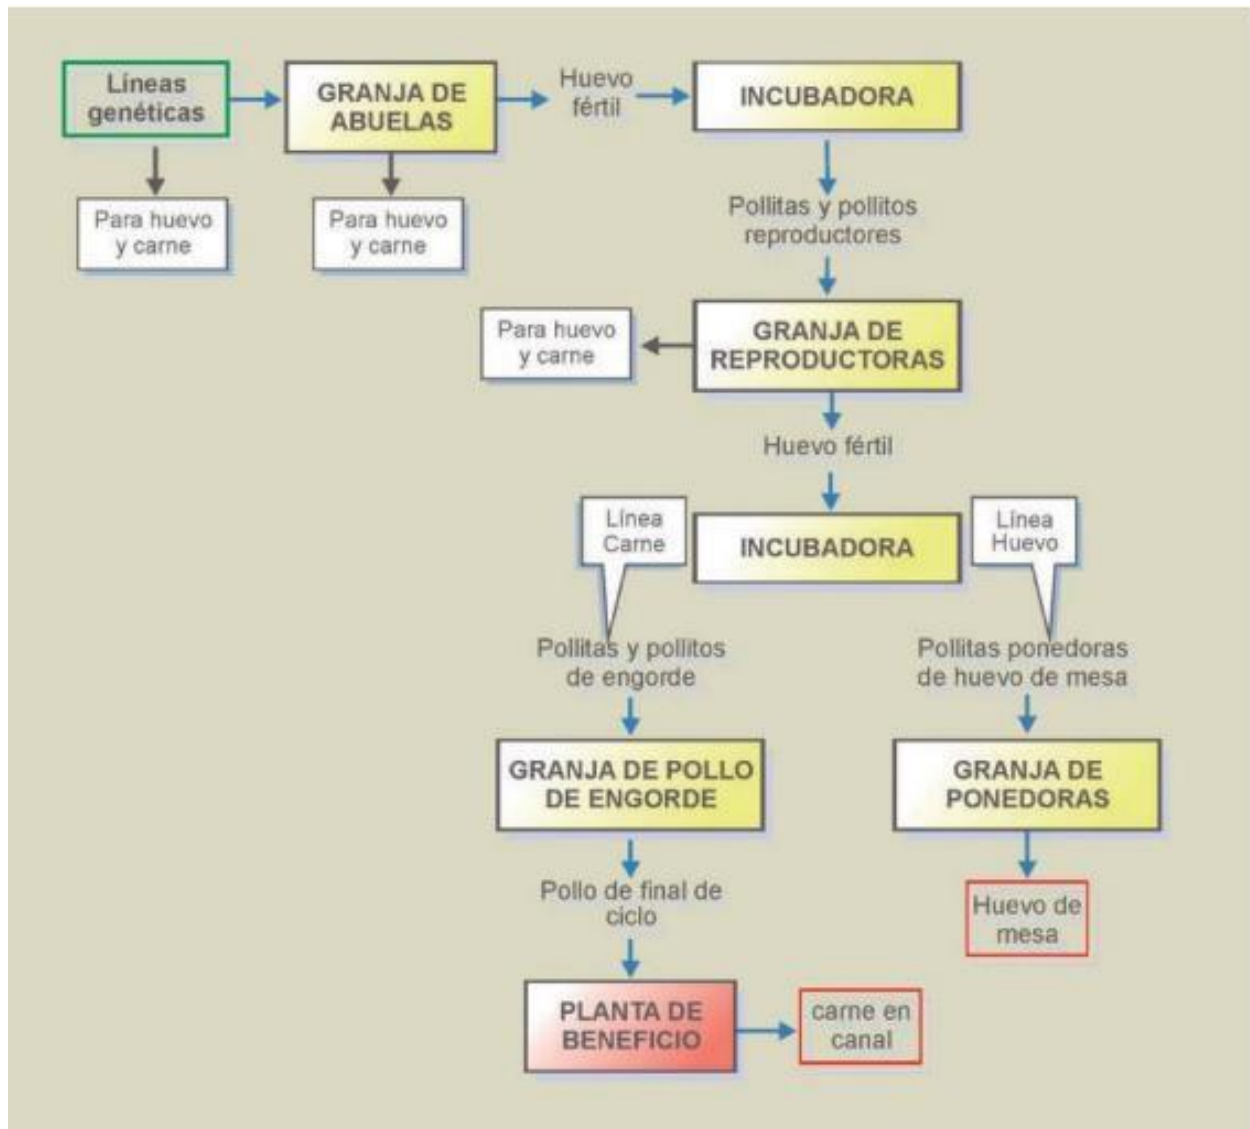 Líneas
genéticas
GRANJA DE
ABUELAS
Huevo
fértil
INCUBADORA
Para huevo
y carne
Para huevo
y carne
Pollitas y pollitos
reproductores
Para huevo
y carne
GRANJA DE
REPRODUCTORAS
Huevo fértil
Línea
Carne
INCUBADORA
Línea
Huevo
Pollitas y pollitos
de engorde
Pollitas ponedoras
de huevo de mesa
GRANJA DE POLLO
DE ENGORDE
GRANJA DE
PONEDORAS
Pollo de final de
ciclo
Huevo de
mesa
PLANTA DE
BENEFICIO
carne en
canal